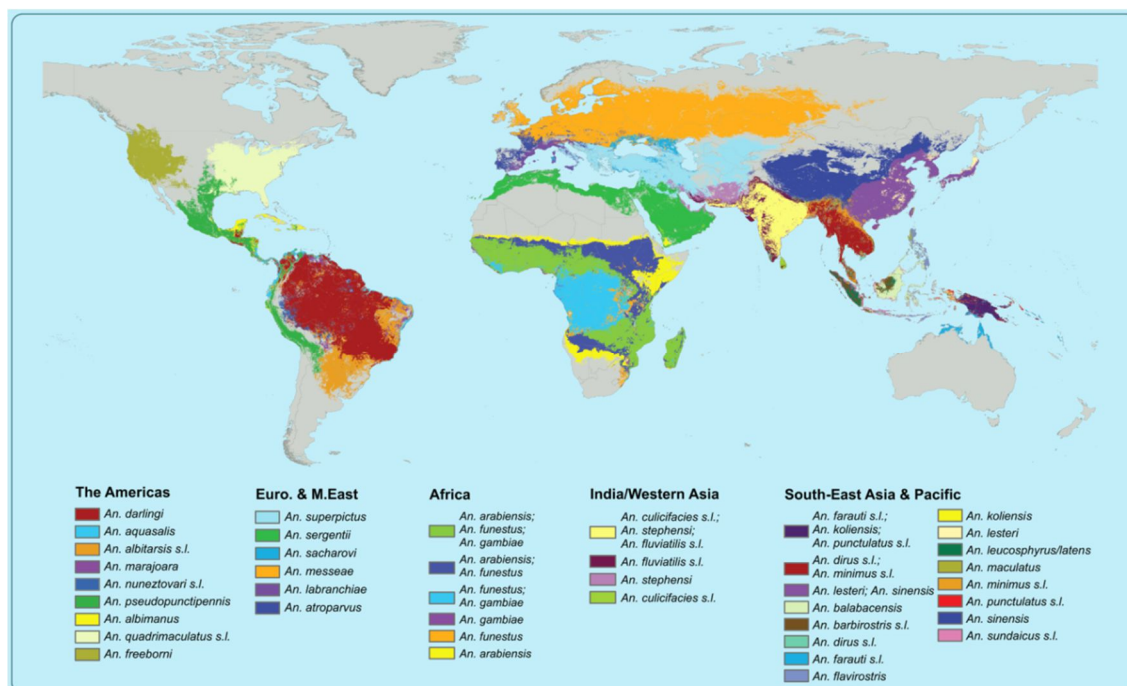 The Americas
An. darlingi
An. aquasalis
An. albitarsis s.l.
An. marajoara
An. nuneztovari s.l.
An. pseudopunctipennis
An. albimanus
An. quadrimaculatus s.l.
An. freeborni
Euro. & M.East
An. superpictus
An. sergentii
An. sacharovi
An. messeae
An. labranchiae
An. atroparvus
Africa
An. arabiensis;
An. funestus;
An. gambiae
An. arabiensis;
An. funestus
An. funestus;
An. gambiae
An. gambiae
An. funestus
An. arabiensis
India/Western Asia
An. culicifacies s.l.;
An. stephensi;
An. fluviatilis s.l.
An. fluviatilis s.l.
An. stephensi
An. culicifacies s.l.
South-East Asia & Pacific
An. farauti s.l.;
An. koliensis;
An. punctulatus s.l.
An. dirus s.l.;
An. minimus s.l.
An. lesteri; An. sinensis
An. balabacensis
An. barbirostris s.l.
An. dirus s.l.
An. farauti s.l.
An. flavirostris
An. koliensis
An. lesteri
An. leucosphyrus/latens
An. maculatus
An. minimus s.l.
An. punctulatus s.l.
An. sinensis
An. sundaicus s.l.